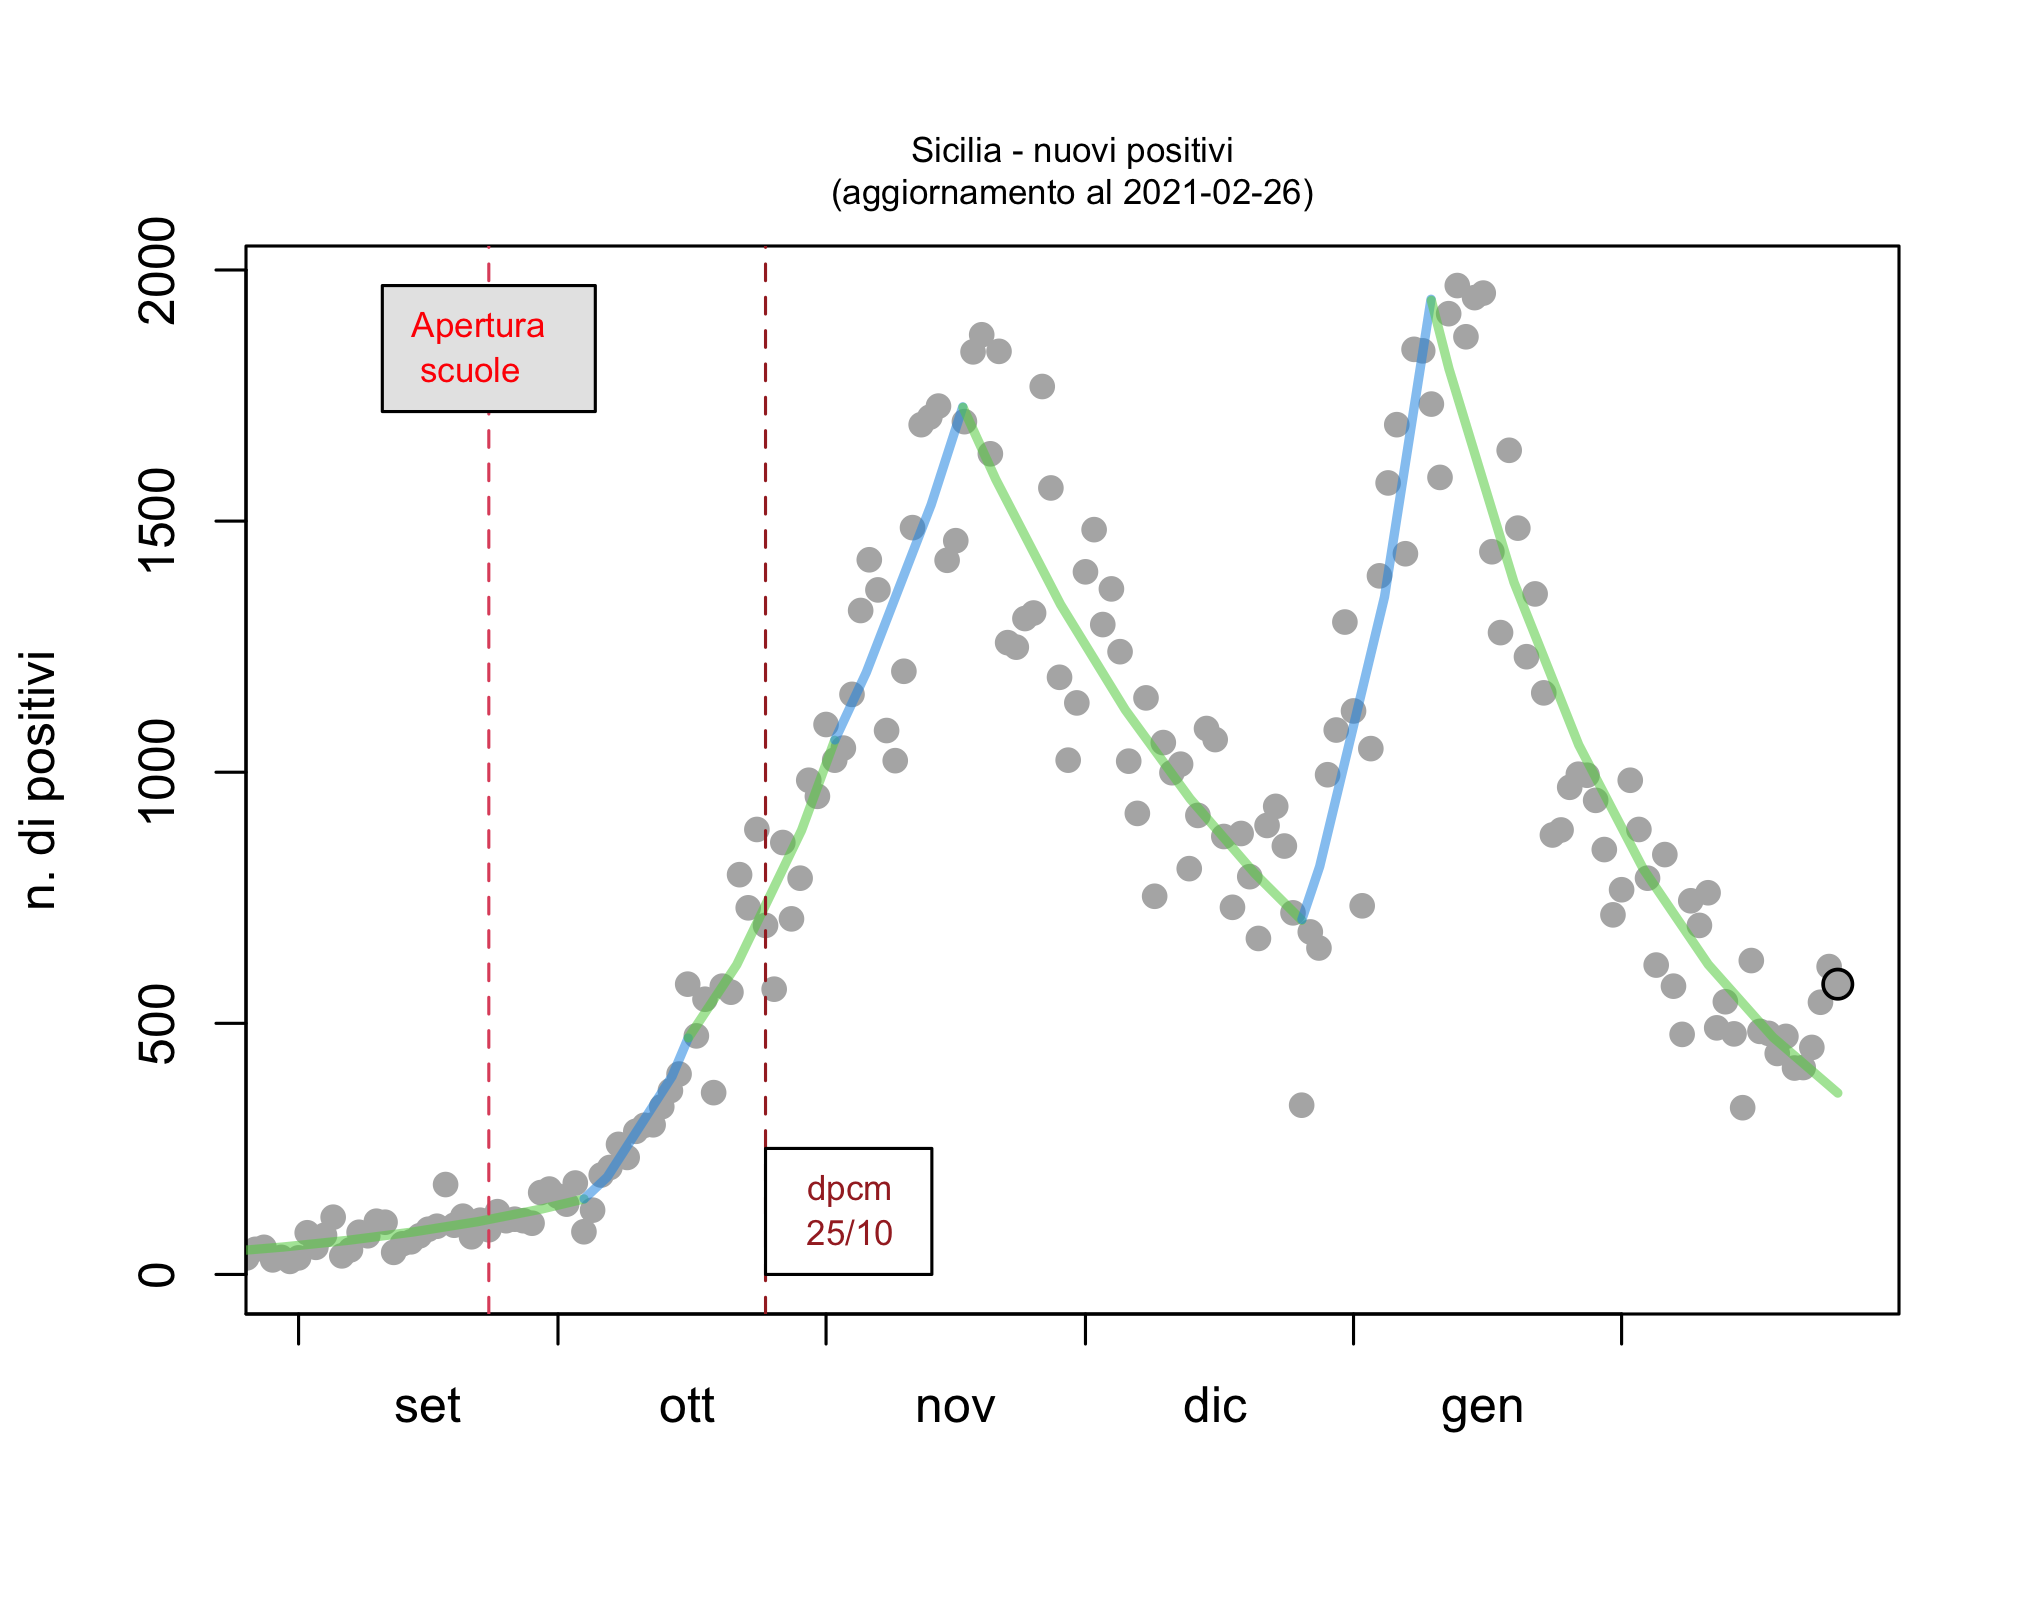 Sicilia - nuovi positivi
(aggiornamento al 2021-02-26)
n. di positivi
2000
1500
1000
500
0
Apertura
scuole
dpcm
25/10
set ott nov dic gen